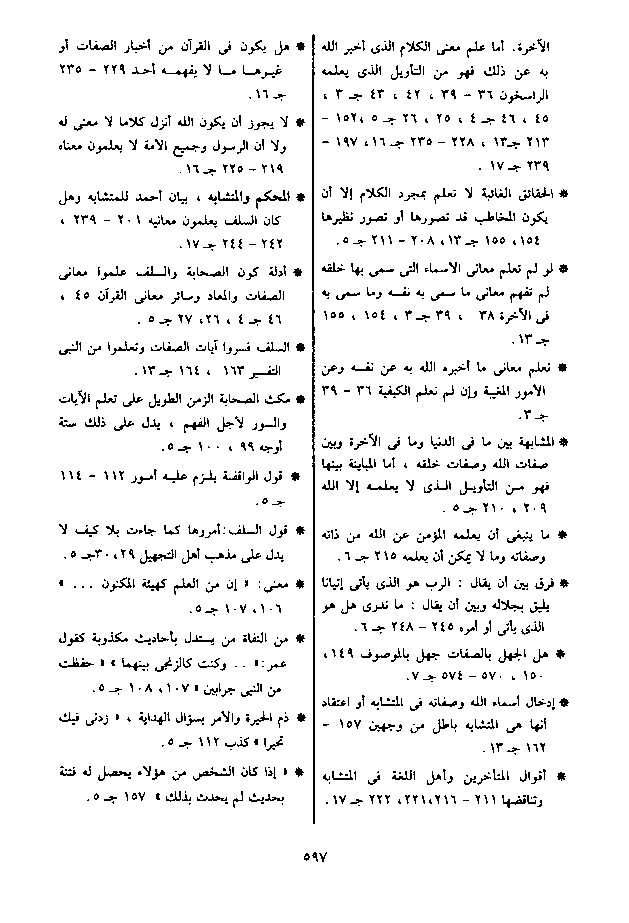 الآخرة. أما علم معنى الكلام الذى أخبر الله
به عن ذلك فهو من التأويل الذى يعلمه
الراسخون ٣٦ – ٣٩ ، ٤٢ ، ٤٣ جـ ٣ ،
٤٥ ، ٤٦ جـ ٤ ، ٢٥ ، ٢٦ جـ ٥ ،١٥٢ –
٢١٣ جـ١٣ ، ٢٢٨ – ٢٣٥ جـ ١٦، ١٩٧ –
٢٣٩ جـ ١٧ .
* الحقائق الغائبة لا تعلم بمجرد الكلام إلا أن
يكون المخاطب قد تصورها أو تصور نظيرها
١٥٤، ١٥٥ جـ ١٣، ٢٠٨ – ٢١١ جـ ٥.
* لو لم تعلم معانى الأسماء التى سمى بها خلقه
لم تفهم معانى ما سمى به نفسه وما سمى به
فى الآخرة ٣٨ ، ٣٩ جـ ٣ ، ١٥٤ ، ١٥٥
جـ ١٣.
* تعلم معانى ما أخبره الله به عن نفسه وعن
الأمور المغيبة وإن لم تعلم الكيفية ٣٦ – ٣٩
جـ ٣.
* المشابهة بين ما فى الدنيا وما فى الآخرة وبين
صفات الله وصفات خلقه ، أما المباينة بينها
فهو من التأويل الذى لا يعلمه إلا الله
٢٠٩ ، ٢١٠ جـ ٥ .
* ما ينبغى أن يعلمه المؤمن عن الله من ذاته
وصفاته وما لا يمكن أن يعلمه ٢١٥ جـ ٦.
* فرق بين أن يقال : الرب هو الذى يأتى إتيانا
يليق بجلاله وبين أن يقال : ما ندرى هل هو
الذى يأتى أو أمره ٢٤٥ – ٢٤٨ جـ ٦.
* هل الجهل بالصفات جهل بالموصوف ١٤٩،
١٥٠ ، ٥٧٠ – ٥٧٤ جـ ٧.
* إدخال أسماء الله وصفاته فى المتشابه أو اعتقاد
أنها هى المتشابه باطل من وجهين ١٥٧ –
١٦٢ جـ ١٣.
* أقوال المتأخرين وأهل اللغة فى المتشابه
وتناقضها ٢١١ – ٢١٦،٢٢١، ٢٢٢ جـ ١٧.
* هل يكون فى القرآن من أخبار الصفات أو
غيرها ما لا يفهمه أحد ٢٢٩ – ٢٣٥
جـ ١٦.
* لا يجوز أن يكون الله أنزل كلاما لا معنى له
ولا أن الرسول وجميع الأمة لا يعلمون معناه
٢١٩ – ٢٢٥ جـ ١٦.
* المحكم والمتشابه ، بيان أحمد للمتشابه وهل
كان السلف يعلمون معانيه ٢٠١ – ٢٣٩ ،
٢٤٢ – ٢٤٤ جـ ١٧.
* أدلة كون الصحابة والسلف علموا معانى
الصفات والمعاد وسائر معانى القرآن ٤٥ ،
٤٦ جـ ٤ ، ٢٦، ٢٧ جـ ٥ .
* السلف فسروا آيات الصفات وتعلموا من النبى
التفسير ١٦٣ ، ١٦٤ جـ ١٣.
* مكث الصحابة الزمن الطويل على تعلم الآيات
والسور لأجل الفهم ، يدل على ذلك ستة
أوجه ٩٩ ، ١٠٠ جـ ٥.
* قول الواقفة يلزم عليه أمور ١١٢ – ١١٤
جـ ٥.
* قول السلف:أمروها كما جاءت بلا كيف لا
يدل على مذهب أهل التجهيل ٢٩، ٣٠جـ ٥.
* معنى: « إن من العلم كهيئة المكنون ... »
١٠٦، ١٠٧ جـ ٥.
* من النفاة من يستدل بأحاديث مكذوبة كقول
عمر:« .. وكنت كالزنجى بينهما » « حفظت
من النبى جرابين » ١٠٧، ١٠٨ جـ ٥.
* ذم الحيرة والأمر بسؤال الهداية ، « زدنى فيك
تحيرا » كذب ١١٢ جـ ٥.
* « إذا كان الشخص من هؤلاء يحصل له فتنة
بحديث لم يحدث بذلك » ١٥٧ جـ ٥.
٥٩٧